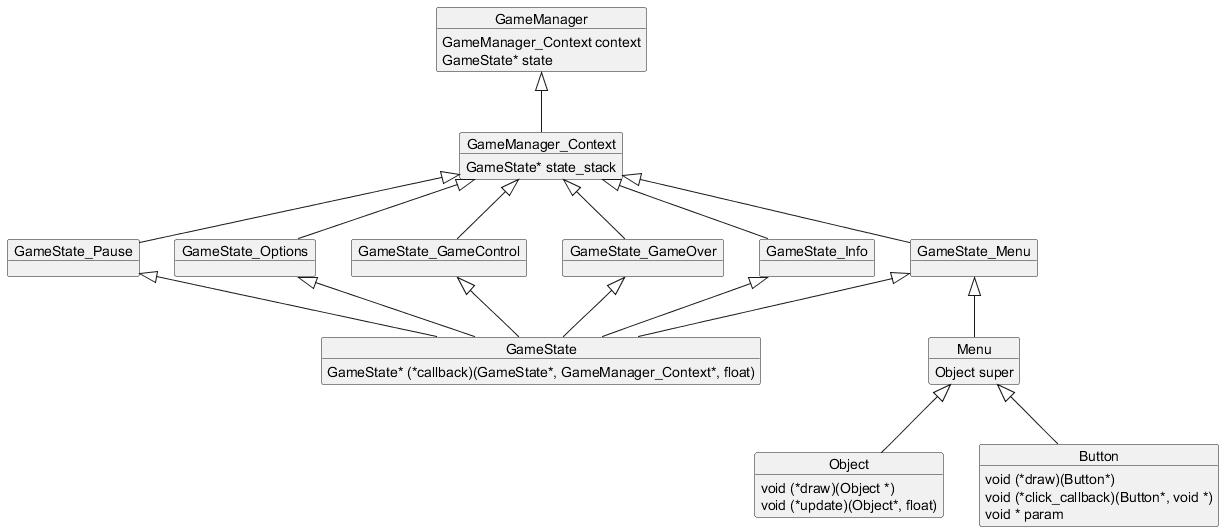 GameManager
GameManager_Context context
GameState* state
GameManager_Context
GameState* state_stack
GameState_Pause
GameState_Options
GameState_GameControl
GameState_GameOver
GameState_Info
GameState_Menu
GameState
GameState* (*callback)(GameState*, GameManager_Context*, float)
Menu
Object super
Object
void (*draw)(Object *)
void (*update)(Object*, float)
Button
void (*draw)(Button*)
void (*click_callback)(Button*, void *)
void * param